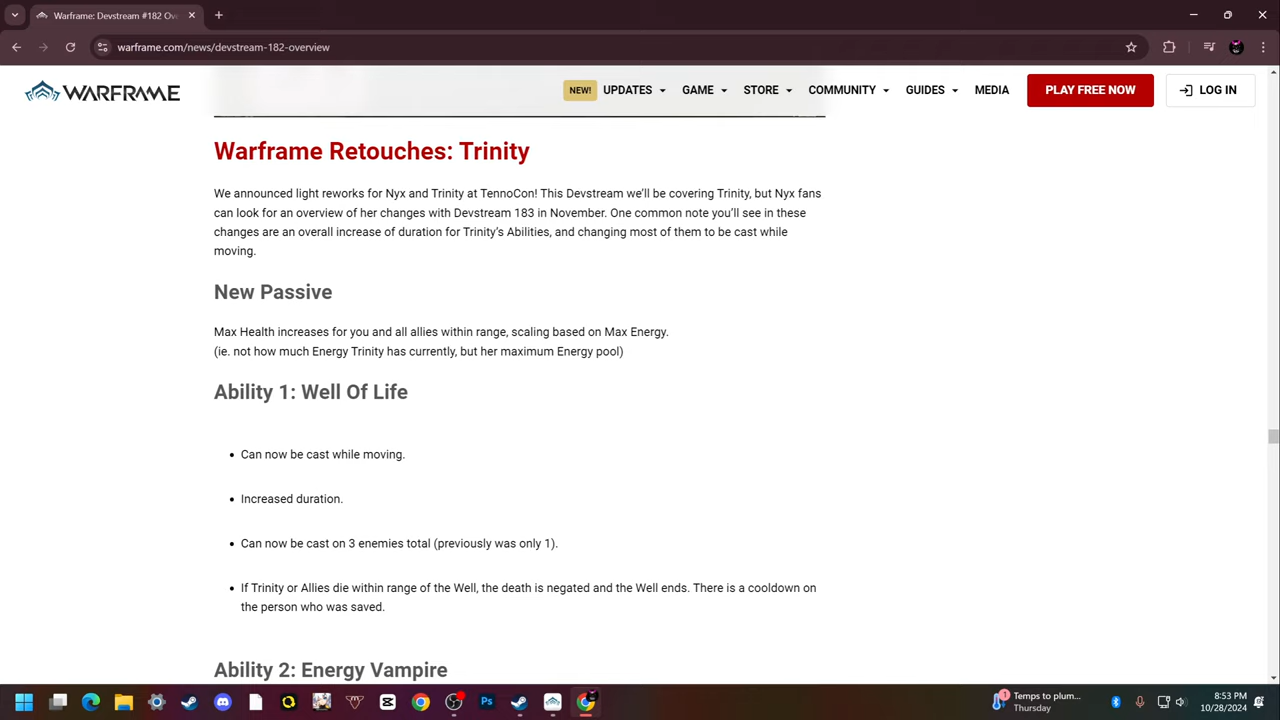 Warframe: Devstream #182 Ov
warframe.com/news/devstream-182-overview
WARFRAME
NEW! UPDATES GAME STORE COMMUNITY GUIDES MEDIA PLAY FREE NOW LOG IN
Warframe Retouches: Trinity
We announced light reworks for Nyx and Trinity at TennoCon! This Devstream we'll be covering Trinity, but Nyx fans
can look for an overview of her changes with Devstream 183 in November. One common note you'll see in these
changes are an overall increase of duration for Trinity's Abilities, and changing most of them to be cast while
moving.
New Passive
Max Health increases for you and all allies within range, scaling based on Max Energy.
(ie. not how much Energy Trinity has currently, but her maximum Energy pool)
Ability 1: Well Of Life
• Can now be cast while moving.
• Increased duration.
• Can now be cast on 3 enemies total (previously was only 1).
• If Trinity or Allies die within range of the Well, the death is negated and the Well ends. There is a cooldown on
the person who was saved.
Ability 2: Energy Vampire
1
Temps to plum...
Thursday
Ps
8:53 PM
10/28/2024